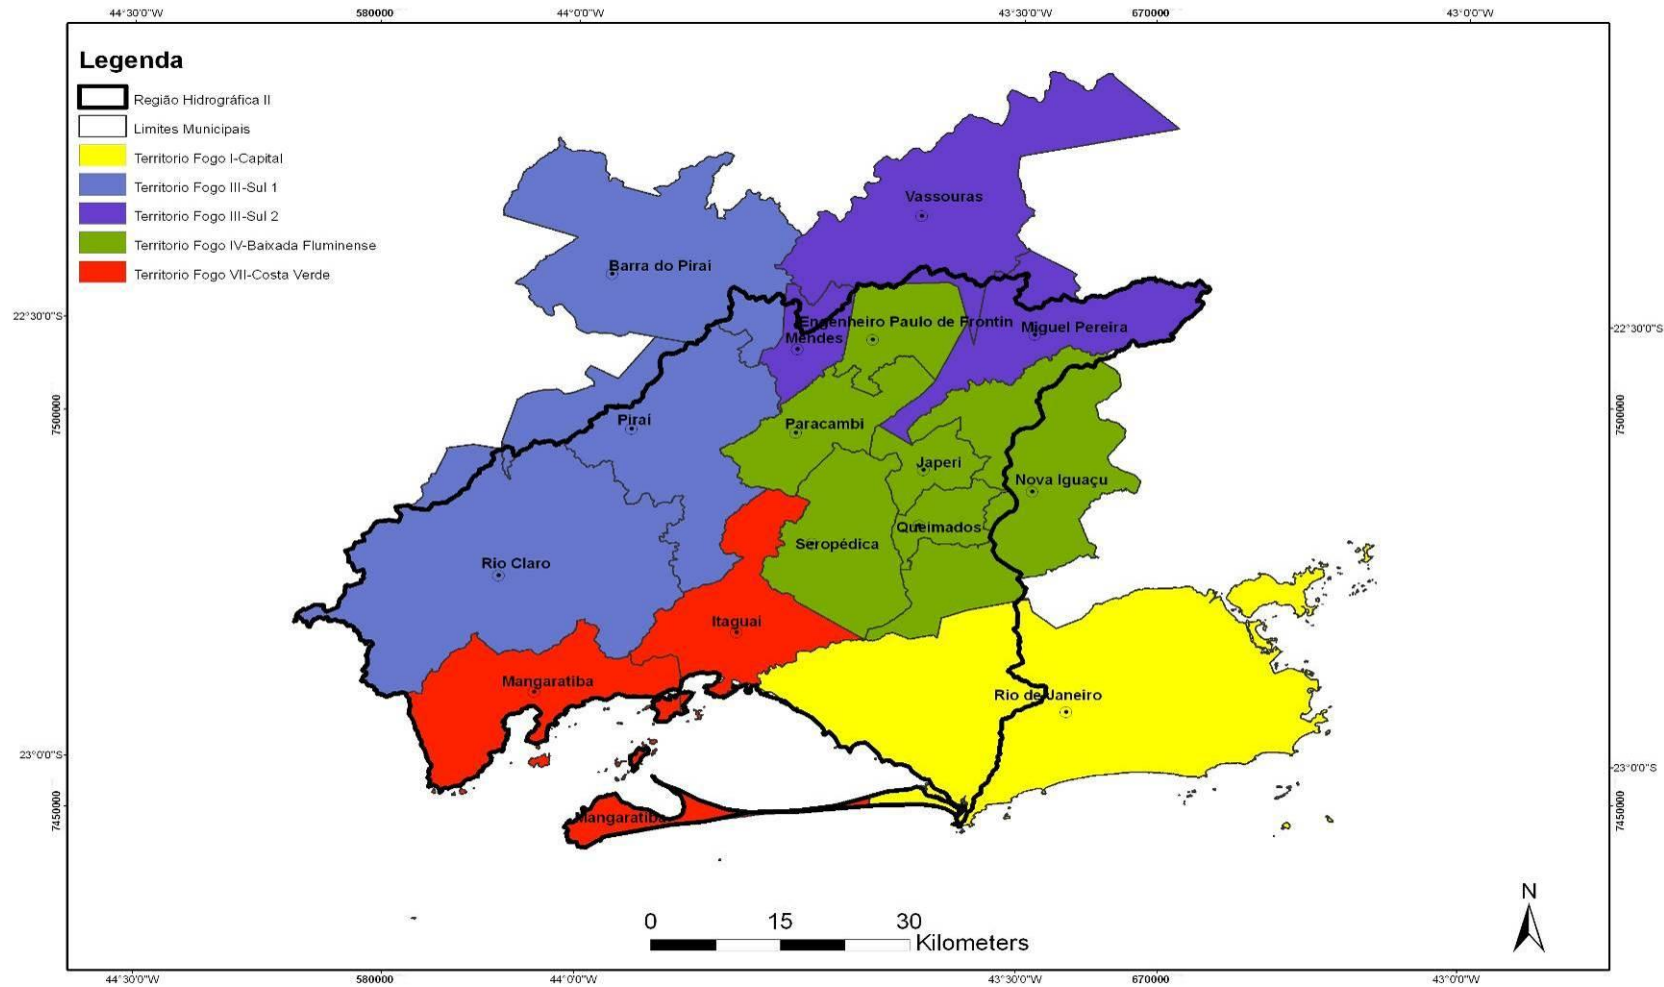 44°30'0"W 580000 44°0'0"W 43°30'0"W 670000 43°0'0"W
Legenda
Região Hidrográfica II
Limites Municipais
Territorio Fogo I-Capital
Territorio Fogo III-Sul 1
Territorio Fogo III-Sul 2
Territorio Fogo IV-Baixada Fluminense
Territorio Fogo VII-Costa Verde
Vassouras
Barra do Piraí
22°30'0"S
22°30'0"S
Engenheiro Paulo de Frontin
Miguel Pereira
Mendes
7500000
7500000
Piraí
Paracambi
Japeri
Nova Iguaçu
Queimados
Seropédica
Rio Claro
Itaguaí
Mangaratiba
Rio de Janeiro
23°0'0"S
23°0'0"S
7450000
7450000
Mangaratiba
N
0 15 30
Kilometers
44°30'0"W 580000 44°0'0"W 43°30'0"W 670000 43°0'0"W